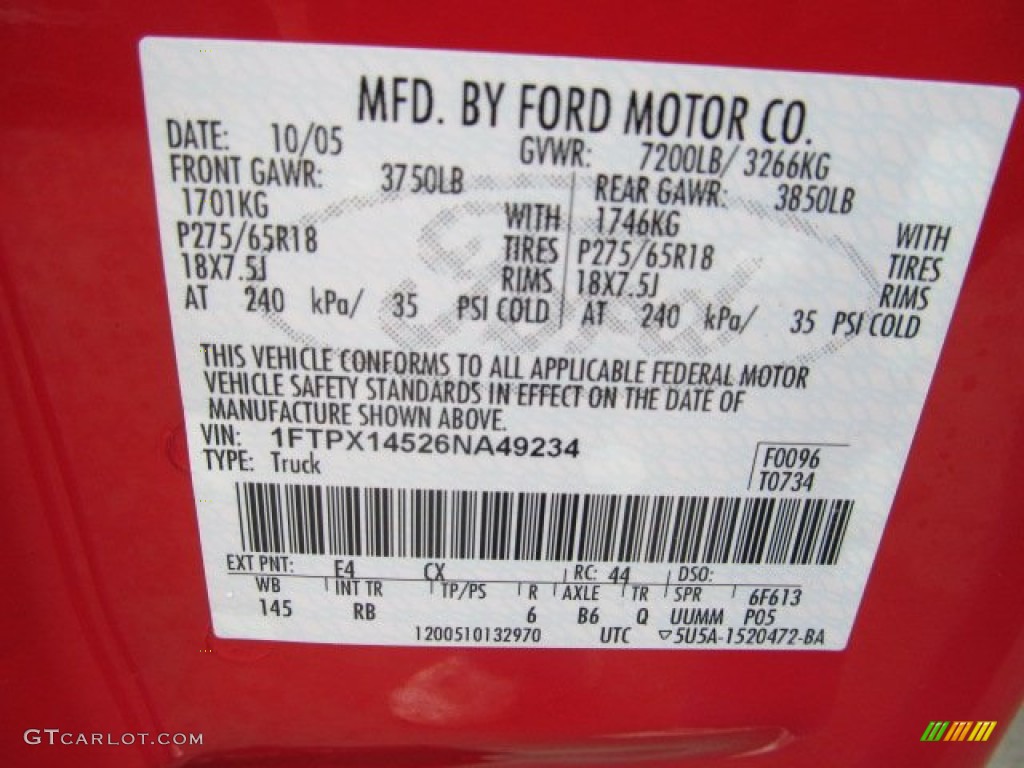 MFD. BY FORD MOTOR CO.
DATE: 10/05 GVWR: 7200LB/ 3266KG
FRONT GAWR: 3750LB REAR GAWR: 3850LB
1701KG WITH 1746KG WITH
P275/65R18 TIRES P275/65R18 TIRES
18X7.5J RIMS 18X7.5J RIMS
AT 240 kPa/ 35 PSI COLD AT 240 kPa/ 35 PSI COLD
THIS VEHICLE CONFORMS TO ALL APPLICABLE FEDERAL MOTOR
VEHICLE SAFETY STANDARDS IN EFFECT ON THE DATE OF
MANUFACTURE SHOWN ABOVE.
VIN: 1FTPX14526NA49234 F0096
TYPE: Truck T0734
EXT PNT: E4 CX RC: 44 DSO:
WB INT TR TP/PS R AXLE TR SPR 6F613
145 RB 6 B6 Q UUMM P05
1200510132970 UTC ▽5U5A-1520472-BA
GTCARLOT.COM